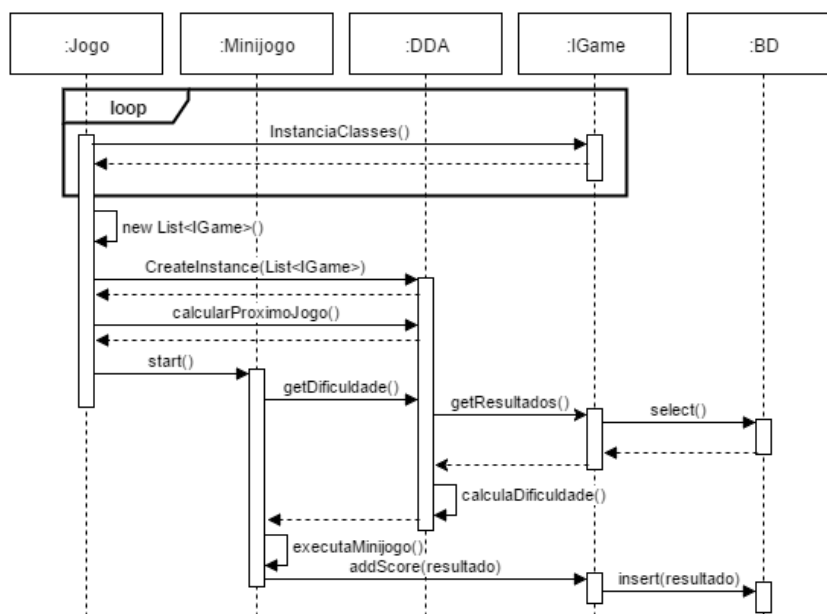 :Jogo
:Minijogo
:DDA
:IGame
:BD
loop
InstanciaClasses()
new List<IGame>()
CreateInstance(List<IGame>)
calcularProximoJogo()
start()
getDificuldade()
getResultados()
select()
calculaDificuldade()
executaMinijogo()
addScore(resultado)
insert(resultado)